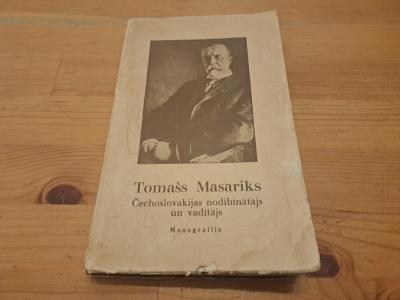 Tomašs Masariks
Čechoslovakijas nodibinātājs
un vadītājs
Monografija